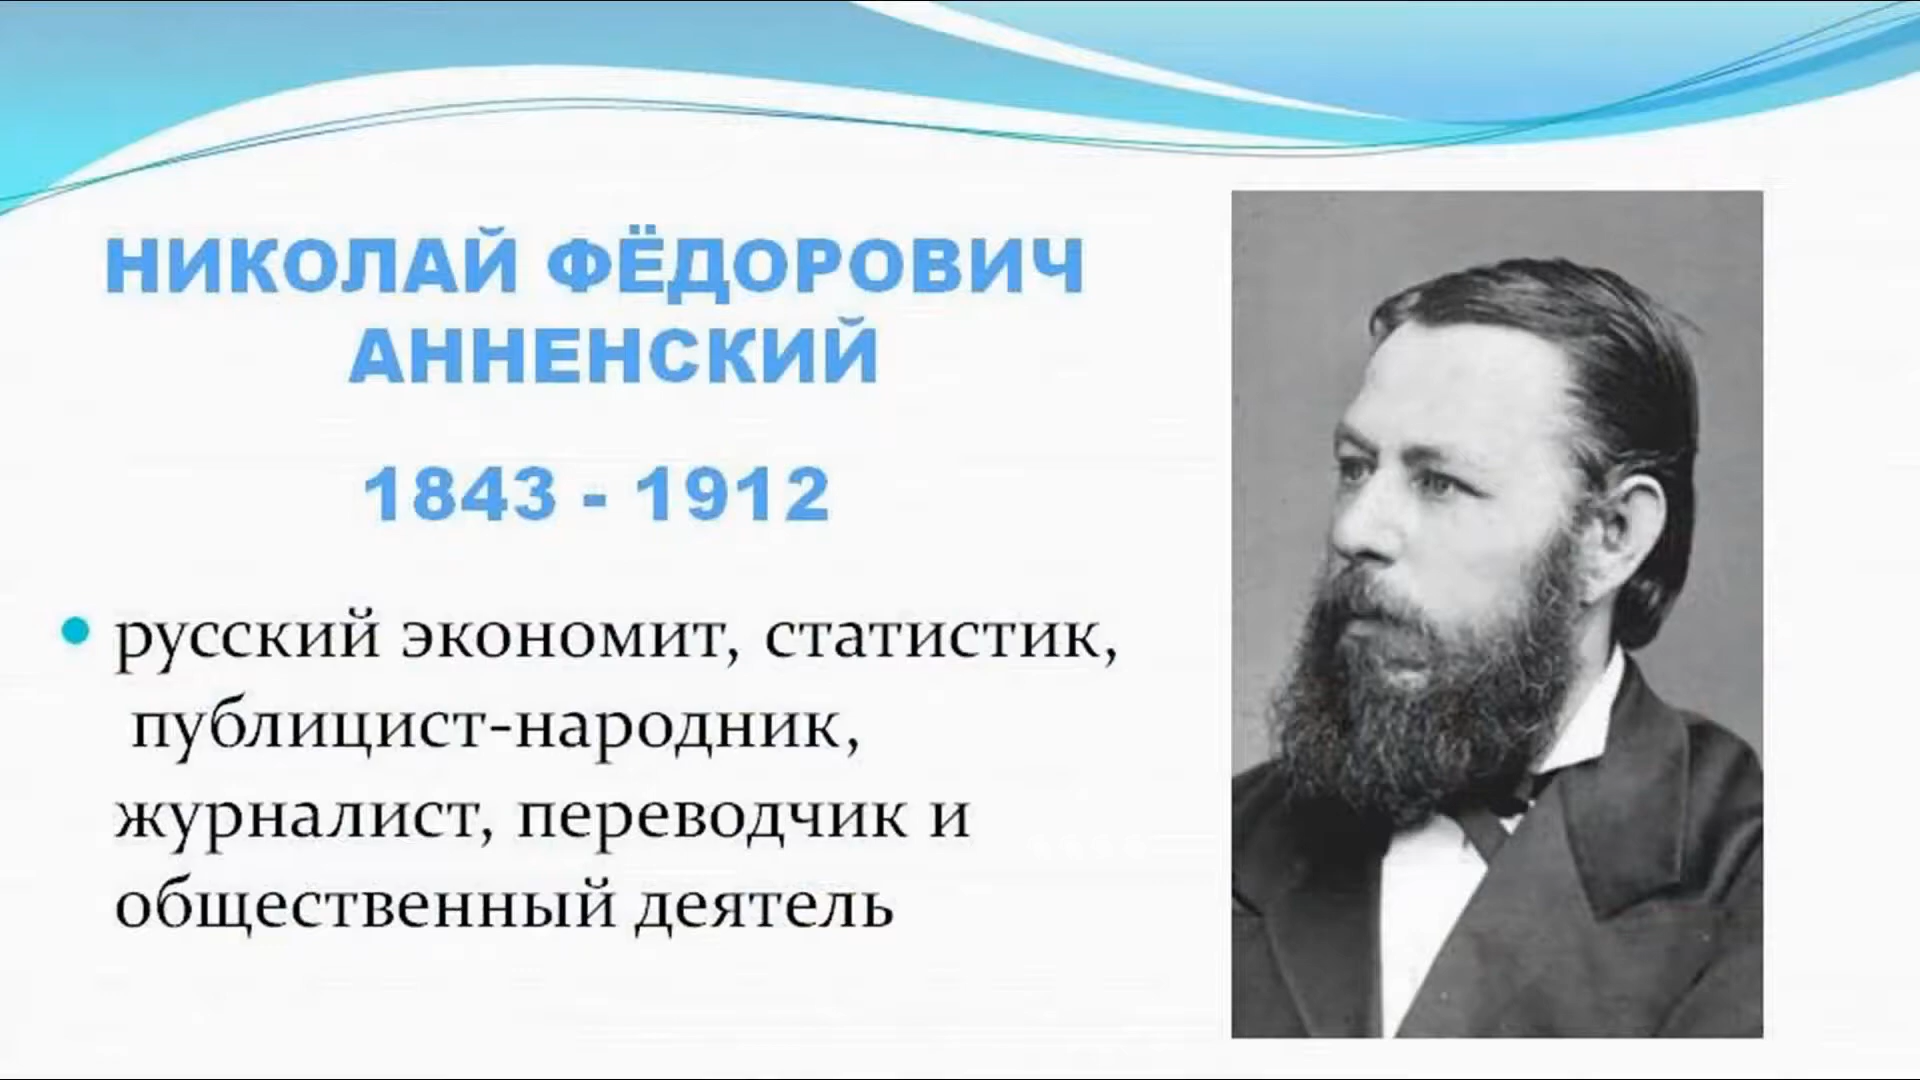 НИКОЛАЙ ФЁДОРОВИЧ
АННЕНСКИЙ
1843 - 1912
• русский экономит, статистик,
публицист-народник,
журналист, переводчик и
общественный деятель